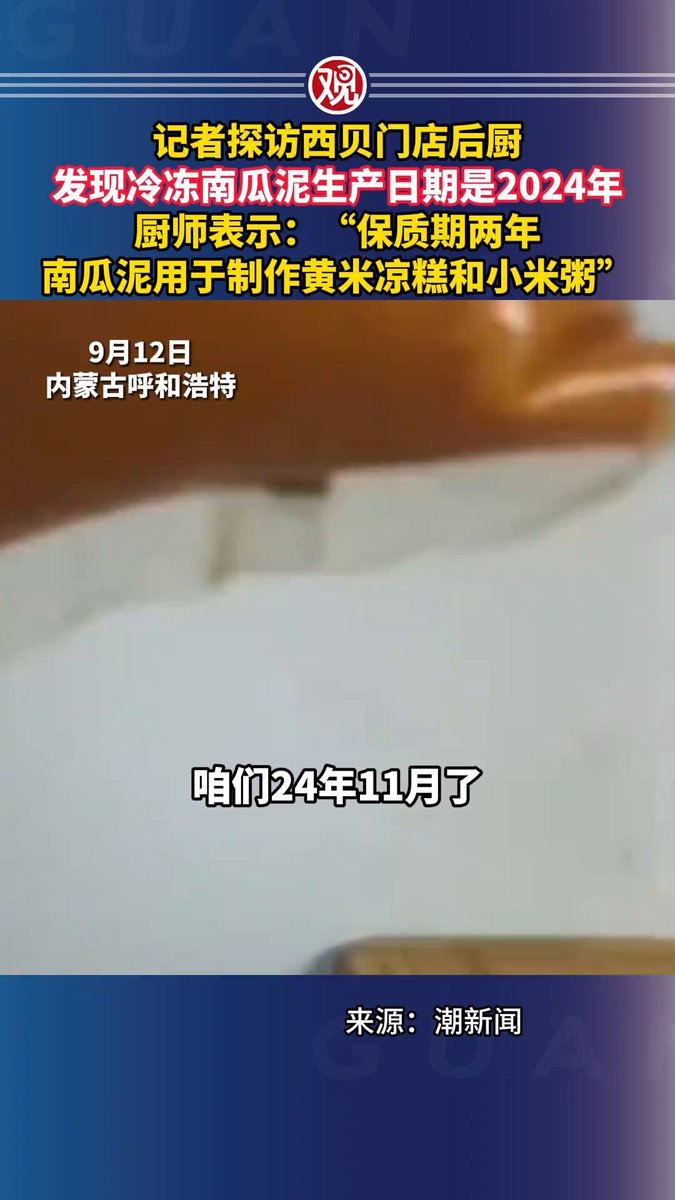 GUAN
观
记者探访西贝门店后厨
发现冷冻南瓜泥生产日期是2024年
厨师表示：“保质期两年
南瓜泥用于制作黄米凉糕和小米粥”
9月12日
内蒙古呼和浩特
咱们24年11月了
来源：潮新闻
GUAN